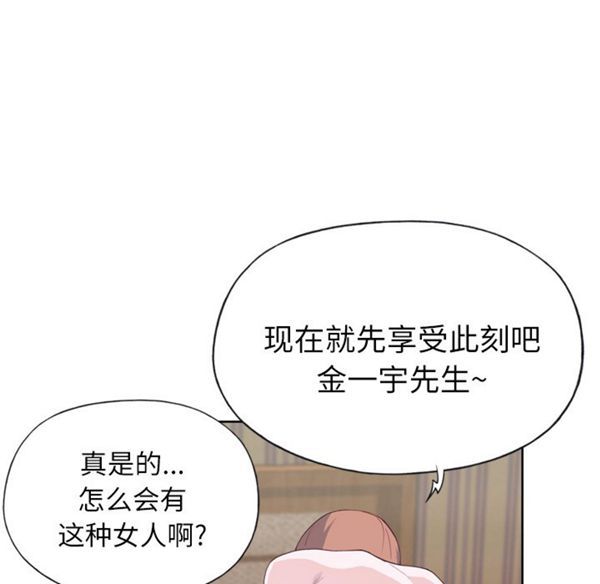 现在就先享受此刻吧
金一宇先生~
真是的...
怎么会有
这种女人啊?